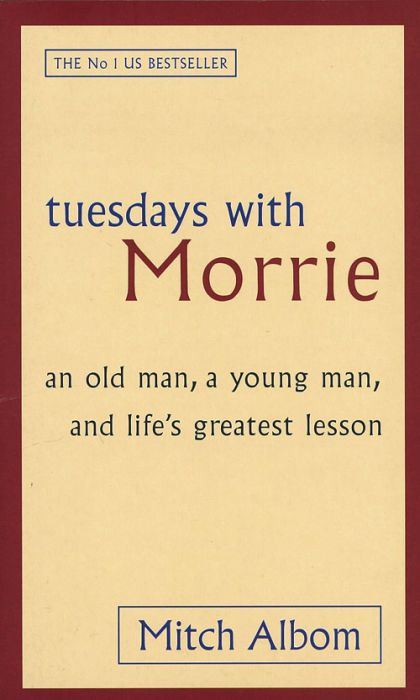 THE No 1 US BESTSELLER
tuesdays with
Morrie
an old man, a young man,
and life's greatest lesson
Mitch Albom